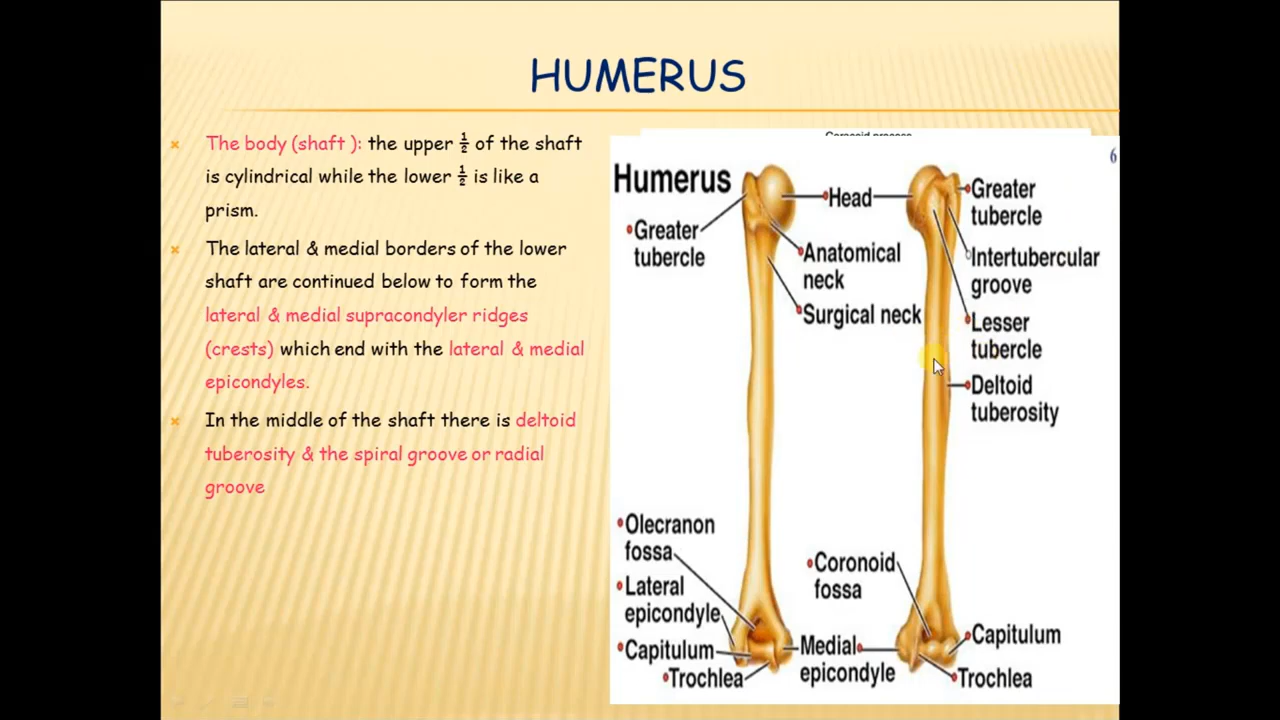 HUMERUS
The body (shaft ): the upper ½ of the shaft
is cylindrical while the lower ½ is like a
prism.
The lateral & medial borders of the lower
shaft are continued below to form the
lateral & medial supracondyler ridges
(crests) which end with the lateral & medial
epicondyles.
In the middle of the shaft there is deltoid
tuberosity & the spiral groove or radial
groove
Coracoid process
6
Humerus
Greater
tubercle
Head
Anatomical
neck
Surgical neck
Greater
tubercle
Intertubercular
groove
Lesser
tubercle
Deltoid
tuberosity
Olecranon
fossa
Lateral
epicondyle
Capitulum
Trochlea
Coronoid
fossa
Medial
epicondyle
Capitulum
Trochlea